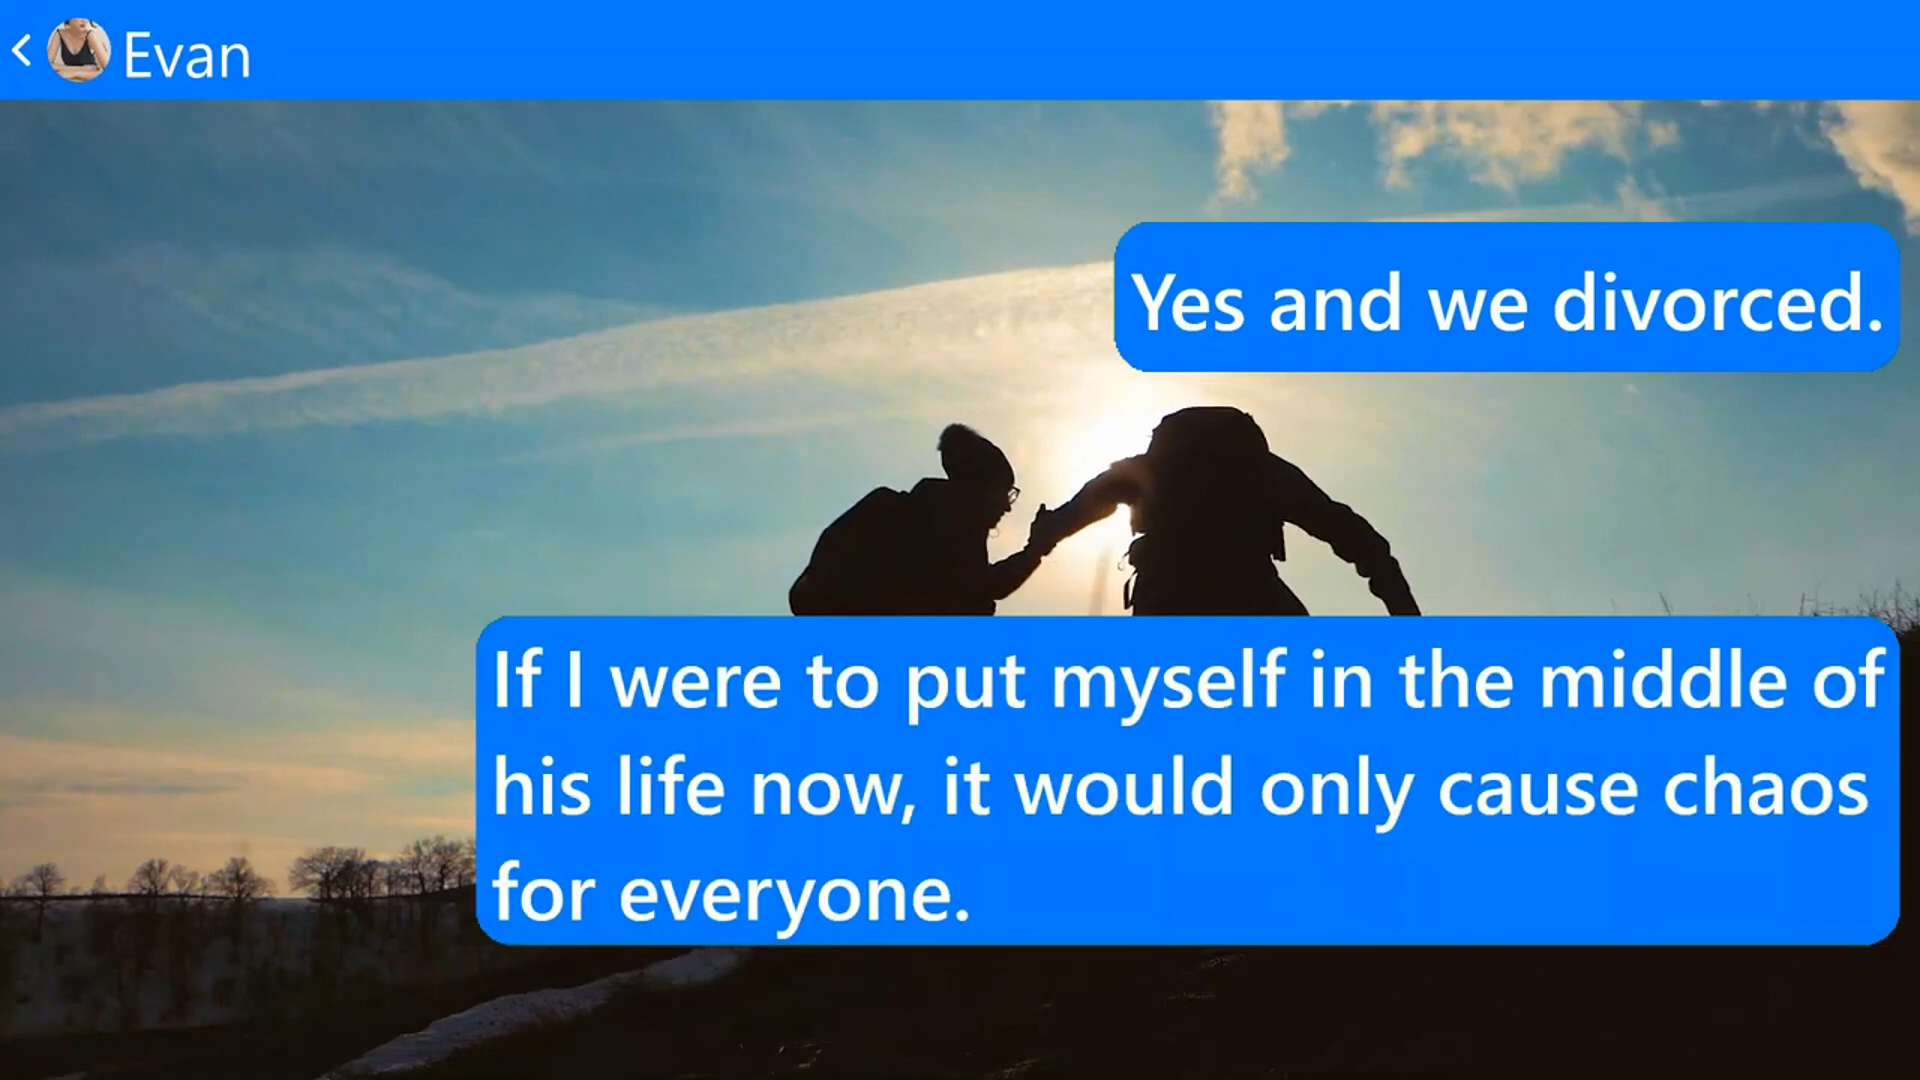 Evan
Yes and we divorced.
If I were to put myself in the middle of
his life now, it would only cause chaos
for everyone.